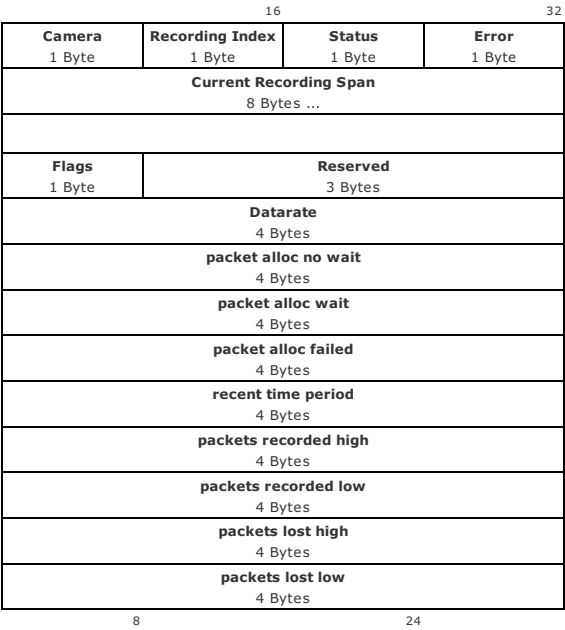 16 32
Camera Recording Index Status Error
1 Byte 1 Byte 1 Byte 1 Byte
Current Recording Span
8 Bytes ...
Flags Reserved
1 Byte 3 Bytes
Datarate
4 Bytes
packet alloc no wait
4 Bytes
packet alloc wait
4 Bytes
packet alloc failed
4 Bytes
recent time period
4 Bytes
packets recorded high
4 Bytes
packets recorded low
4 Bytes
packets lost high
4 Bytes
packets lost low
4 Bytes
8 24